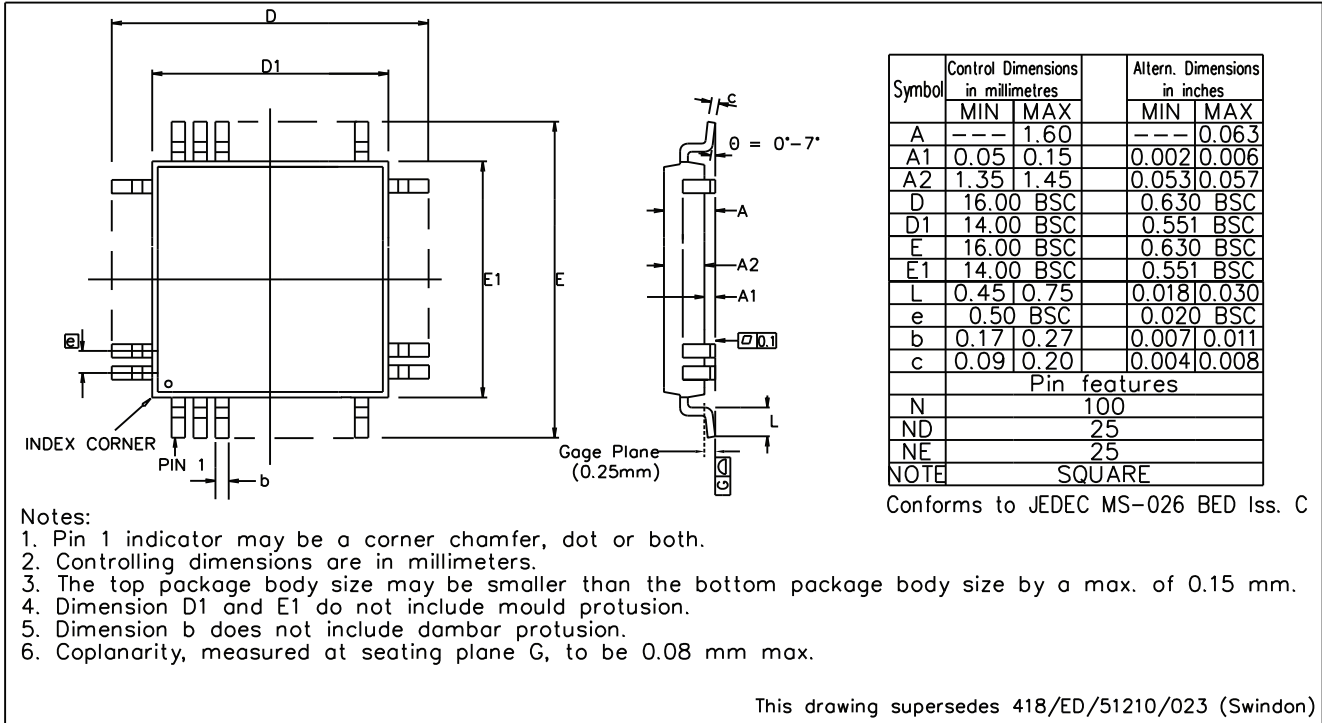 D
D1
c
θ = 0°-7°
A
A2
A1
E1
E
e
0.1
L
INDEX CORNER
PIN 1
b
Gage Plane
(0.25mm)
G
Symbol
Control Dimensions
in millimetres
Altern. Dimensions
in inches
MIN MAX MIN MAX
A --- 1.60 --- 0.063
A1 0.05 0.15 0.002 0.006
A2 1.35 1.45 0.053 0.057
D 16.00 BSC 0.630 BSC
D1 14.00 BSC 0.551 BSC
E 16.00 BSC 0.630 BSC
E1 14.00 BSC 0.551 BSC
L 0.45 0.75 0.018 0.030
e 0.50 BSC 0.020 BSC
b 0.17 0.27 0.007 0.011
c 0.09 0.20 0.004 0.008
Pin features
N 100
ND 25
NE 25
NOTE SQUARE
Conforms to JEDEC MS-026 BED Iss. C
Notes:
1. Pin 1 indicator may be a corner chamfer, dot or both.
2. Controlling dimensions are in millimeters.
3. The top package body size may be smaller than the bottom package body size by a max. of 0.15 mm.
4. Dimension D1 and E1 do not include mould protusion.
5. Dimension b does not include dambar protusion.
6. Coplanarity, measured at seating plane G, to be 0.08 mm max.
This drawing supersedes 418/ED/51210/023 (Swindon)